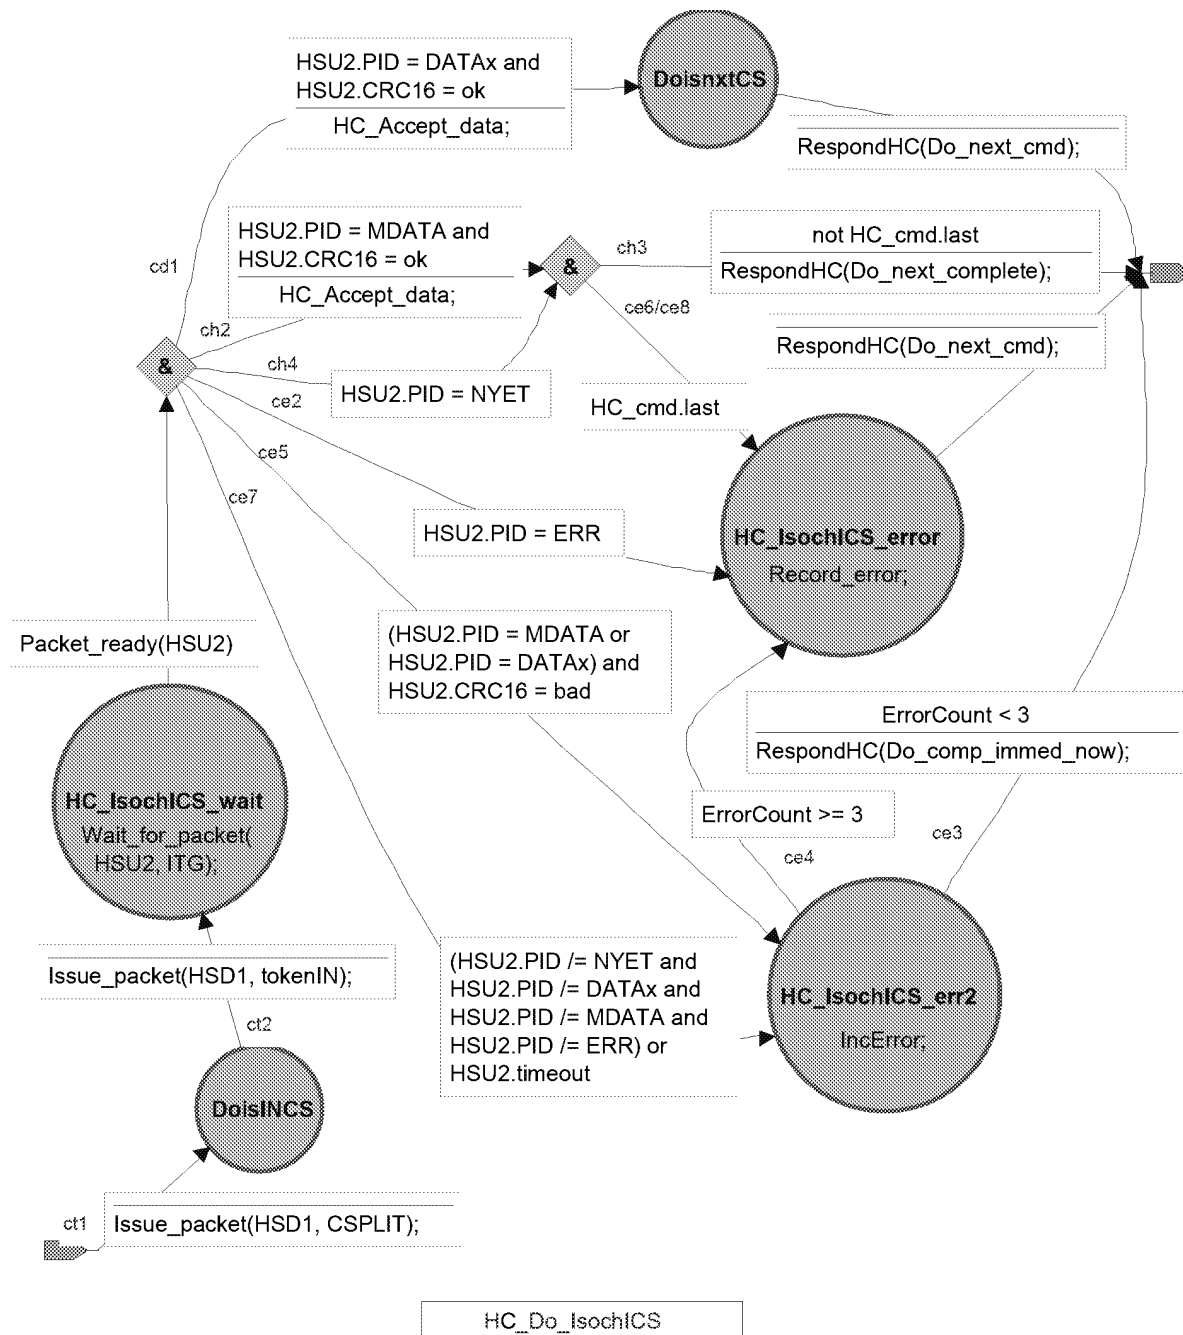 HSU2.PID = DATAx and
HSU2.CRC16 = ok
HC_Accept_data;
DoisnxtCS
RespondHC(Do_next_cmd);
cd1
HSU2.PID = MDATA and
HSU2.CRC16 = ok
HC_Accept_data;
ch2
&
ch3
not HC_cmd.last
RespondHC(Do_next_complete);
ce6/ce8
RespondHC(Do_next_cmd);
&
ch4
HSU2.PID = NYET
ce2
HC_cmd.last
ce5
ce7
HSU2.PID = ERR
HC_IsochICS_error
Record_error;
Packet_ready(HSU2)
(HSU2.PID = MDATA or
HSU2.PID = DATAx) and
HSU2.CRC16 = bad
ErrorCount < 3
RespondHC(Do_comp_immed_now);
HC_IsochICS_wait
Wait_for_packet(
HSU2, ITG);
ErrorCount >= 3
ce3
ce4
Issue_packet(HSD1, tokenIN);
(HSU2.PID /= NYET and
HSU2.PID /= DATAx and
HSU2.PID /= MDATA and
HSU2.PID /= ERR) or
HSU2.timeout
HC_IsochICS_err2
IncError;
ct2
DoisINCS
ct1
Issue_packet(HSD1, CSPLIT);
HC_Do_IsochICS